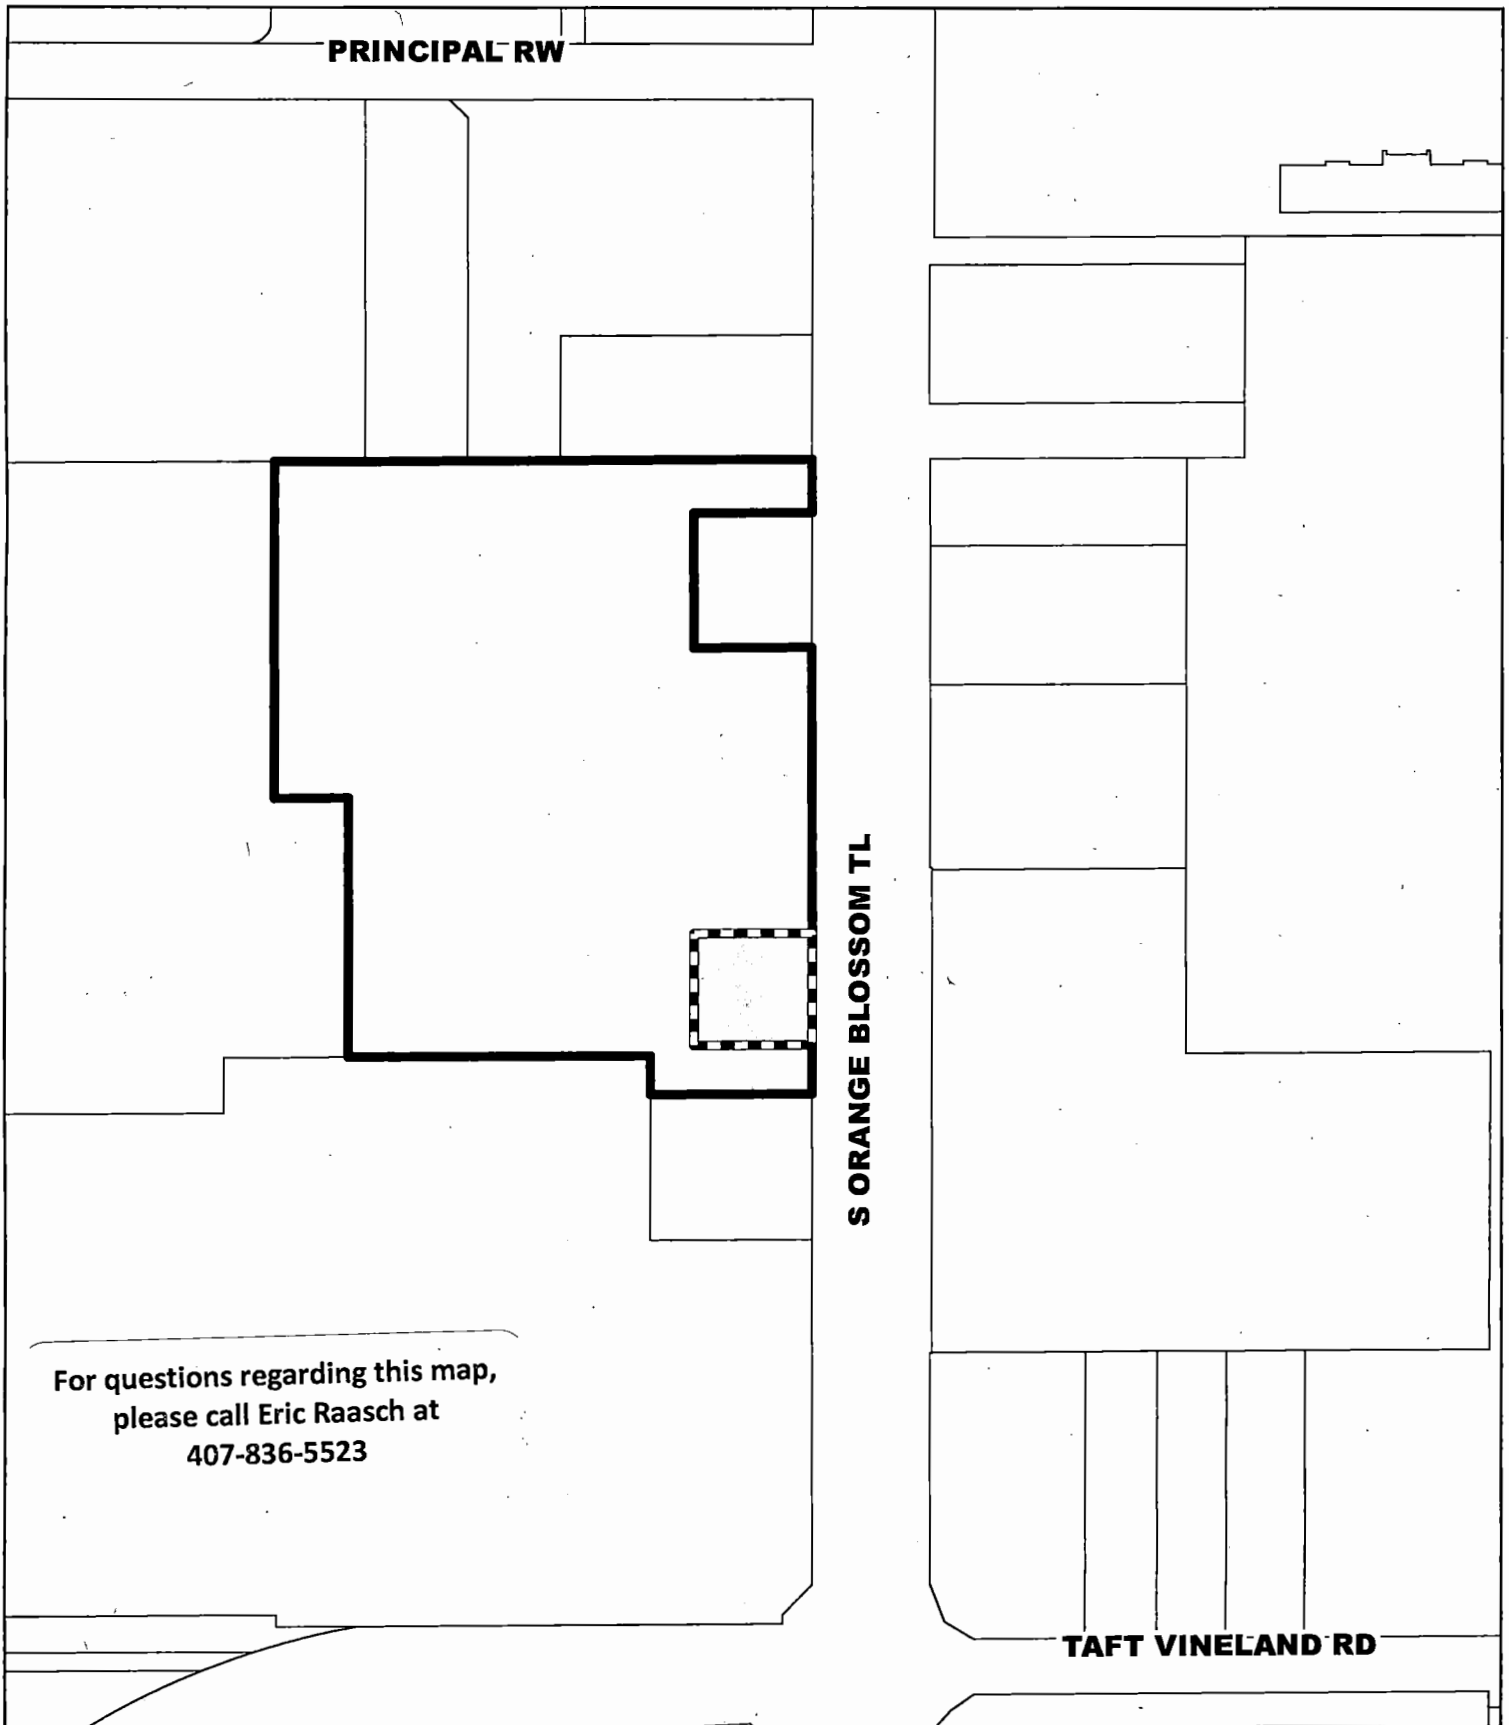 PRINCIPAL RW
S ORANGE BLOSSOM TL
For questions regarding this map,
please call Eric Raasch at
407-836-5523
TAFT VINELAND RD